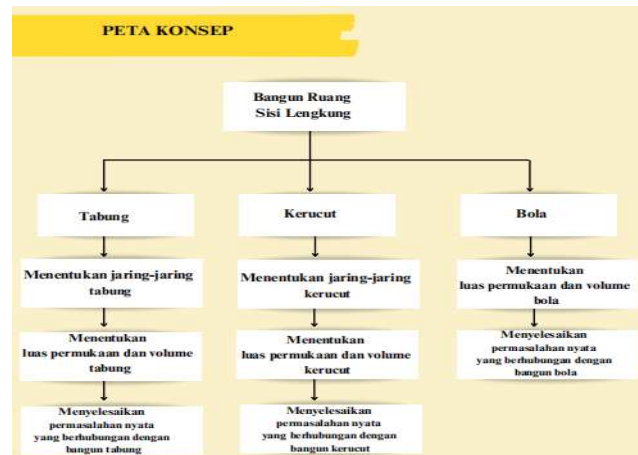 PETA KONSEP
Bangun Ruang
Sisi Lengkung
Tabung
Kerucut
Bola
Menentukan jaring-jaring
tabung
Menentukan jaring-jaring
kerucut
Menentukan
luas permukaan dan volume
bola
Menentukan
luas permukaan dan volume
tabung
Menentukan
luas permukaan dan volume
kerucut
Menyelesaikan
permasalahan nyata
yang berhubungan dengan
bangun bola
Menyelesaikan
permasalahan nyata
yang berhubungan dengan
bangun tabung
Menyelesaikan
permasalahan nyata
yang berhubungan dengan
bangun kerucut